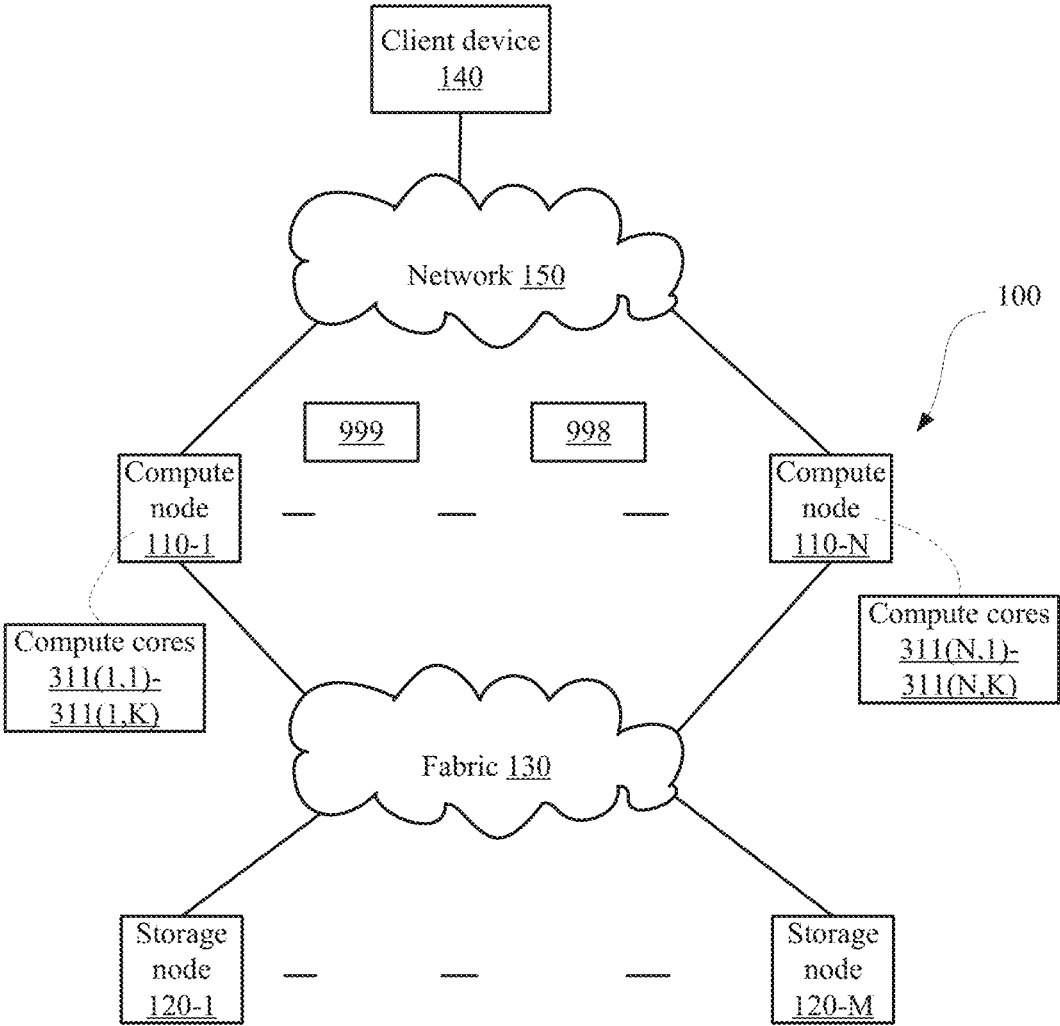 Client device
140
Network 150
100
999
998
Compute
node
110-1
Compute
node
110-N
Compute cores
311(1,1)-
311(1,K)
Compute cores
311(N,1)-
311(N,K)
Fabric 130
Storage
node
120-1
Storage
node
120-M